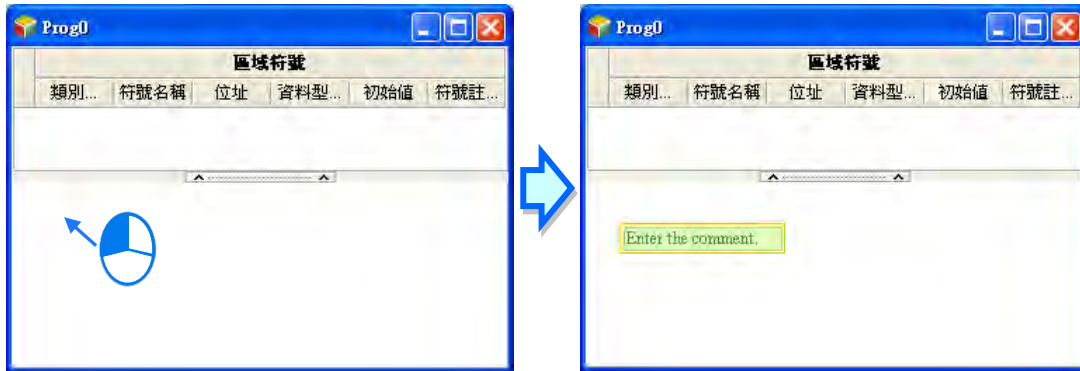 Prog0
區域符號
類別... 符號名稱 位址 資料型... 初始值 符號註...
Prog0
區域符號
類別... 符號名稱 位址 資料型... 初始值 符號註...
Enter the comment.